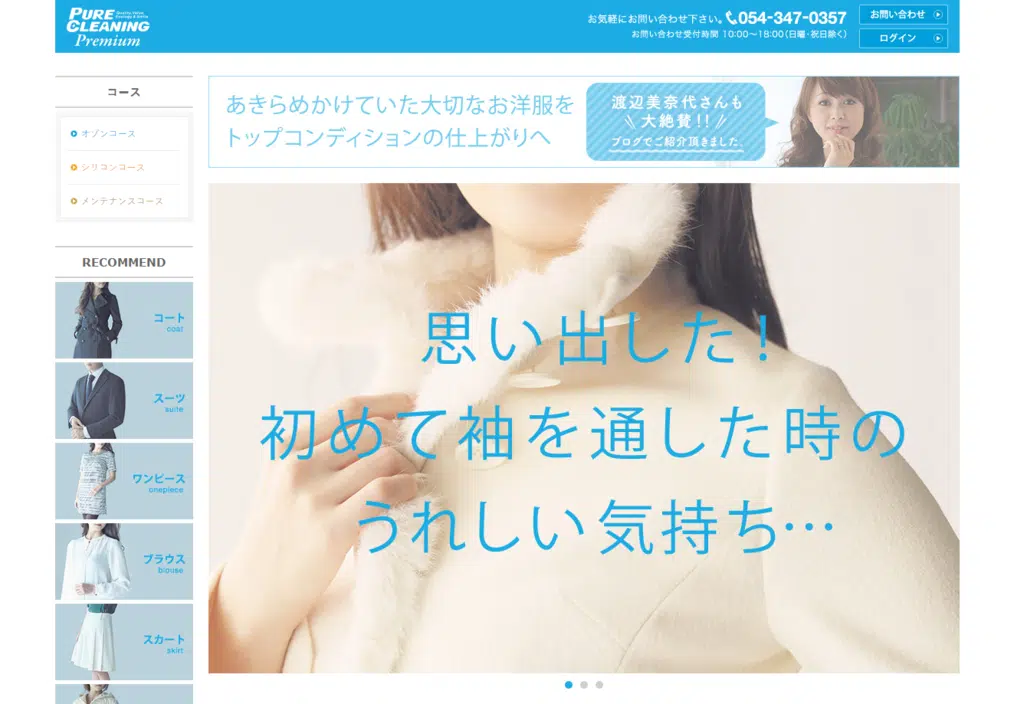 PURE
CLEANING
Premium
お気軽にお問い合わせ下さい。054-347-0357
お問い合わせ受付時間 10:00〜18:00(日曜・祝日除く)
お問い合わせ
ログイン
コース
オゾンコース
シリコンコース
メンテナンスコース
RECOMMEND
コート
coat
スーツ
suite
ワンピース
onepiece
ブラウス
blouse
スカート
skirt
あきらめかけていた大切なお洋服を
トップコンディションの仕上がりへ
渡辺美奈代さんも
大絶賛!!
ブログでご紹介頂きました。
思い出した!
初めて袖を通した時の
うれしい気持ち…